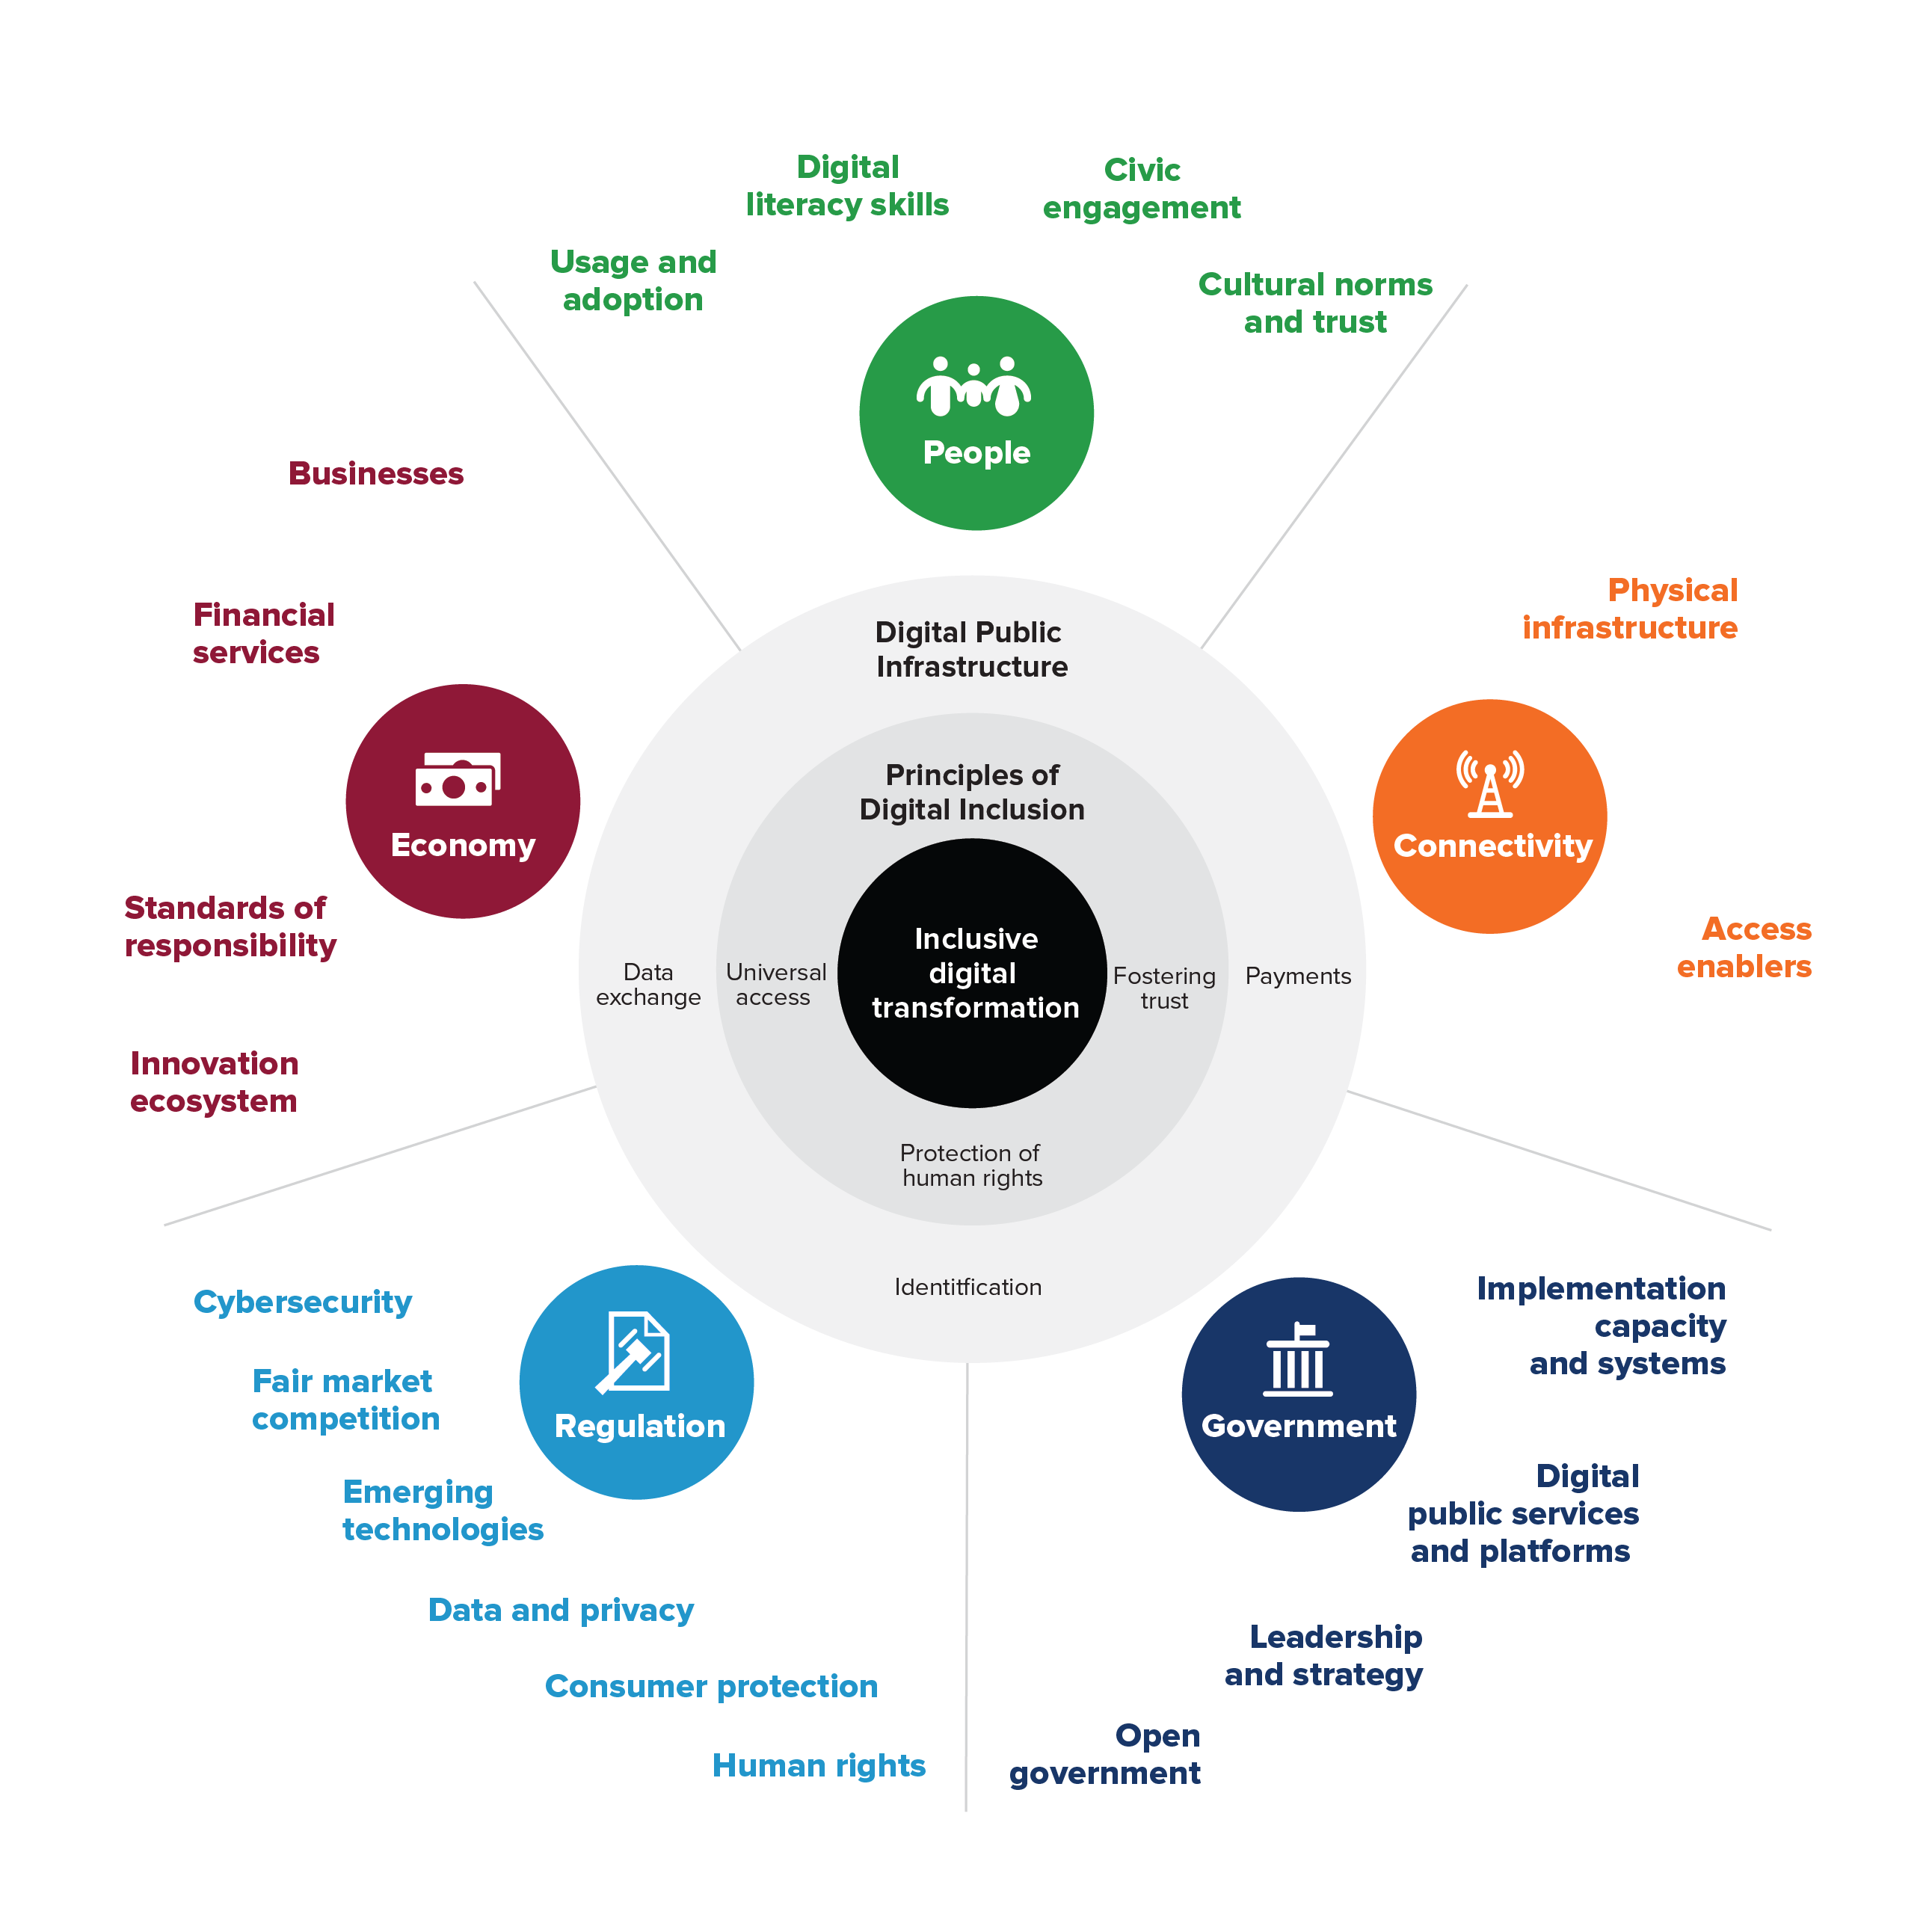 Digital
literacy skills
Civic
engagement
Usage and
adoption
Cultural norms
and trust
People
Businesses
Financial
services
Economy
Standards of
responsibility
Innovation
ecosystem
Physical
infrastructure
Connectivity
Access
enablers
Digital Public
Infrastructure
Principles of
Digital Inclusion
Inclusive
digital
transformation
Data
exchange
Universal
access
Fostering
trust
Payments
Protection of
human rights
Identitfication
Cybersecurity
Fair market
competition
Regulation
Emerging
technologies
Data and privacy
Consumer protection
Human rights
Implementation
capacity
and systems
Government
Digital
public services
and platforms
Leadership
and strategy
Open
government